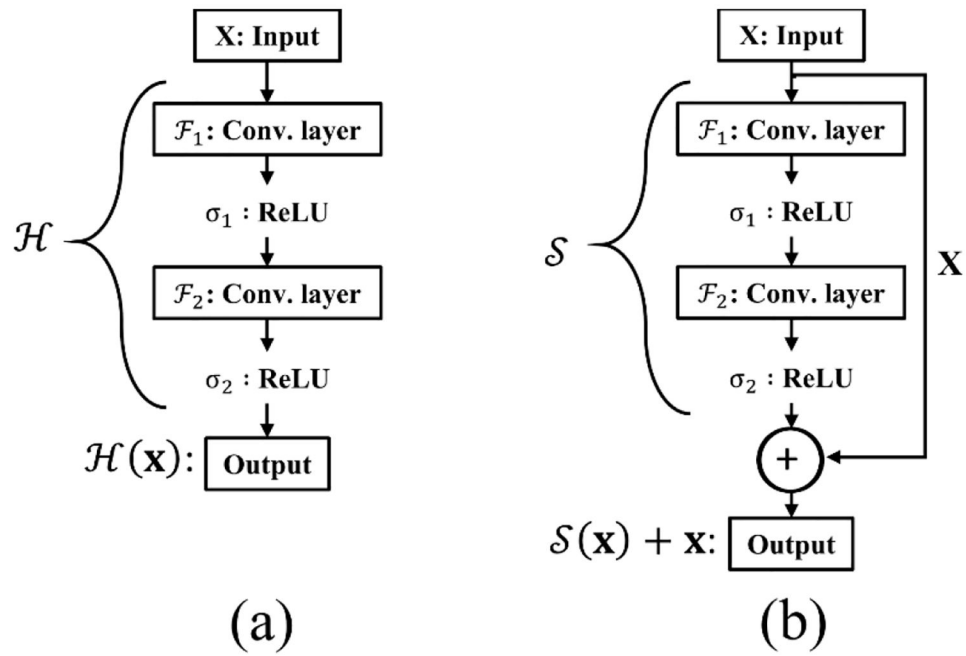 X: Input
ℱ₁: Conv. layer
σ₁ : ReLU
ℋ
ℱ₂: Conv. layer
σ₂ : ReLU
ℋ(x): Output
(a)
X: Input
ℱ₁: Conv. layer
σ₁ : ReLU
𝒮
X
ℱ₂: Conv. layer
σ₂ : ReLU
+
𝒮(x) + x: Output
(b)